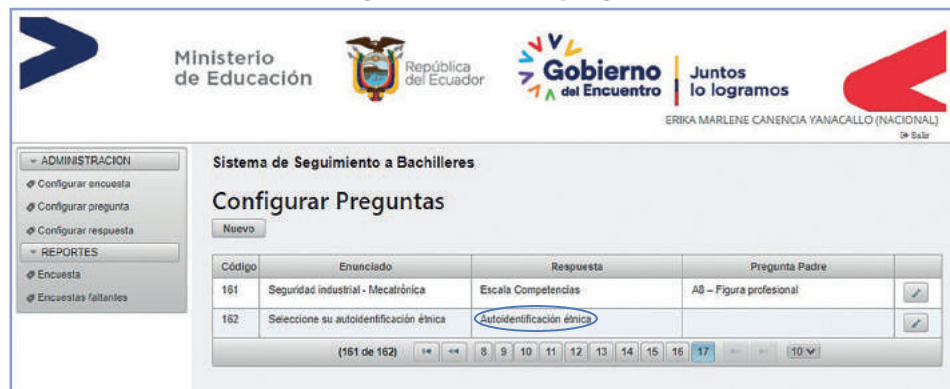 Ministerio
de Educación
República
del Ecuador
Gobierno
del Encuentro
Juntos
lo logramos
ERIKA MARLENE CANENCIA YANACALLO (NACIONAL)
Salir
ADMINISTRACION
Configurar encuesta
Configurar pregunta
Configurar respuesta
REPORTES
Encuesta
Encuestas faltantes
Sistema de Seguimiento a Bachilleres
Configurar Preguntas
Nuevo
Código Enunciado Respuesta Pregunta Padre
161 Seguridad industrial - Mecatrónica Escala Competencias A8 – Figura profesional
162 Seleccione su autoidentificación étnica Autoidentificación étnica
(161 de 162) 8 9 10 11 12 13 14 15 16 17 10